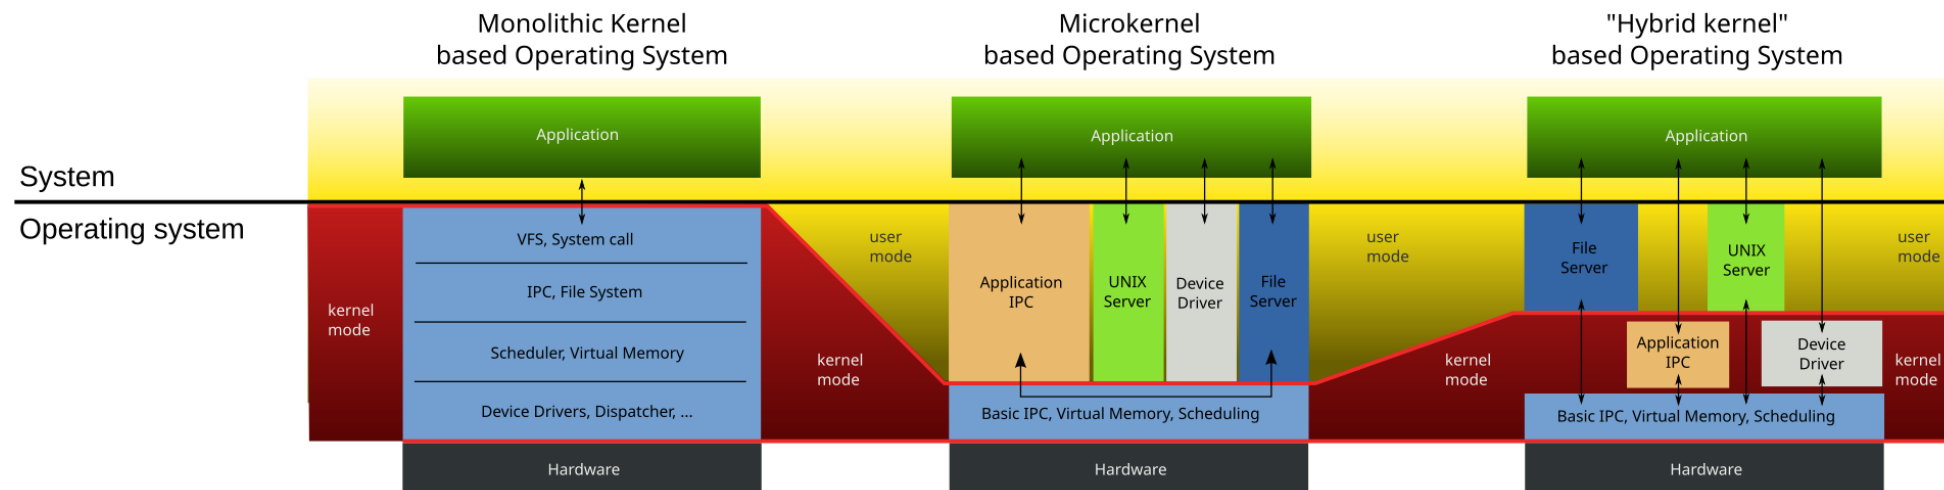 Monolithic Kernel
based Operating System
Microkernel
based Operating System
"Hybrid kernel"
based Operating System
Application
Application
Application
System
Operating system
VFS, System call
IPC, File System
Scheduler, Virtual Memory
Device Drivers, Dispatcher, ...
kernel
mode
kernel
mode
user
mode
Application
IPC
UNIX
Server
Device
Driver
File
Server
Basic IPC, Virtual Memory, Scheduling
user
mode
kernel
mode
File
Server
UNIX
Server
user
mode
Application
IPC
Device
Driver
kernel
mode
Basic IPC, Virtual Memory, Scheduling
Hardware
Hardware
Hardware